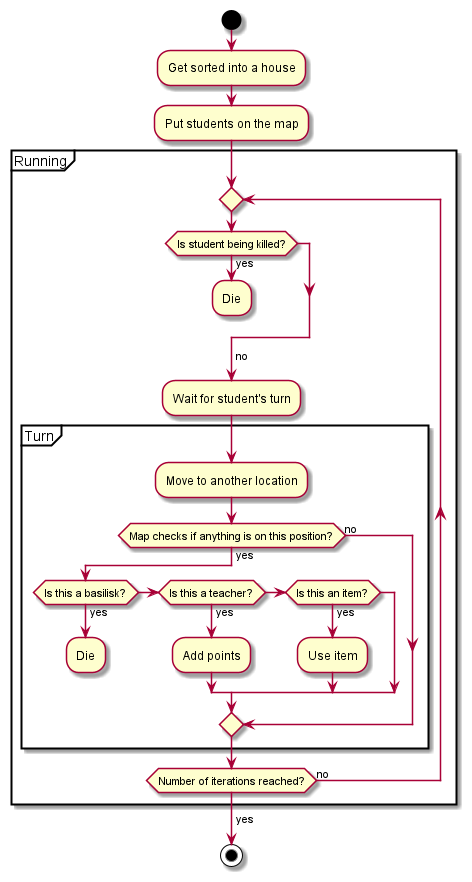 Get sorted into a house
Put students on the map
Running
Is student being killed?
yes
Die
no
Wait for student's turn
Turn
Move to another location
Map checks if anything is on this position?
no
yes
Is this a basilisk?
Is this a teacher?
Is this an item?
yes
yes
yes
Die
Add points
Use item
Number of iterations reached?
no
yes